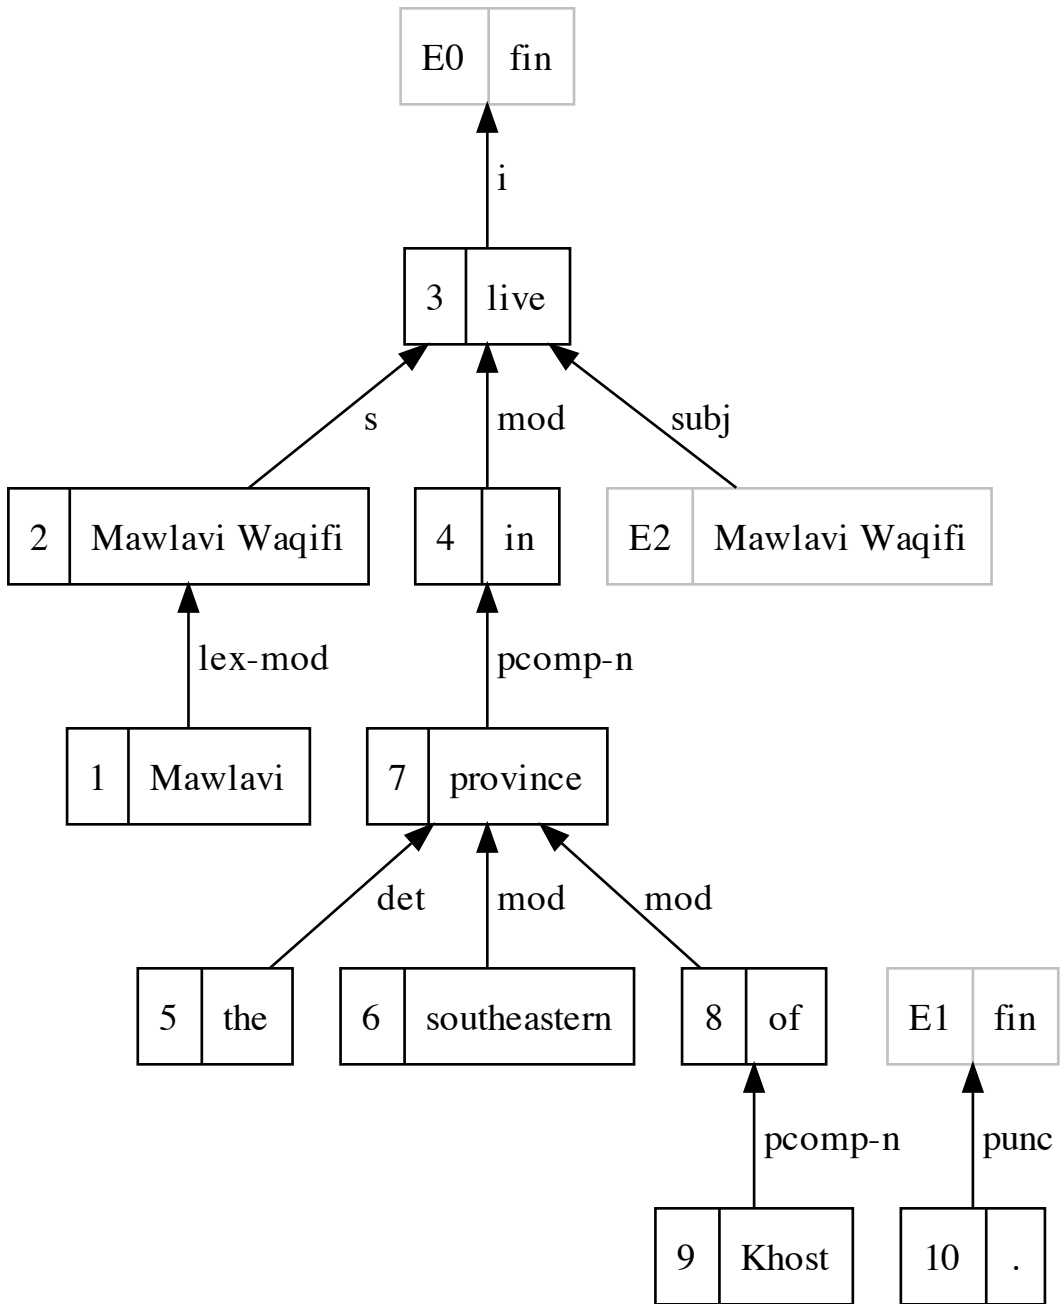 E0 fin
i
3 live
s mod subj
2 Mawlavi Waqifi 4 in E2 Mawlavi Waqifi
lex-mod pcomp-n
1 Mawlavi 7 province
det mod mod
5 the 6 southeastern 8 of E1 fin
pcomp-n punc
9 Khost 10 .